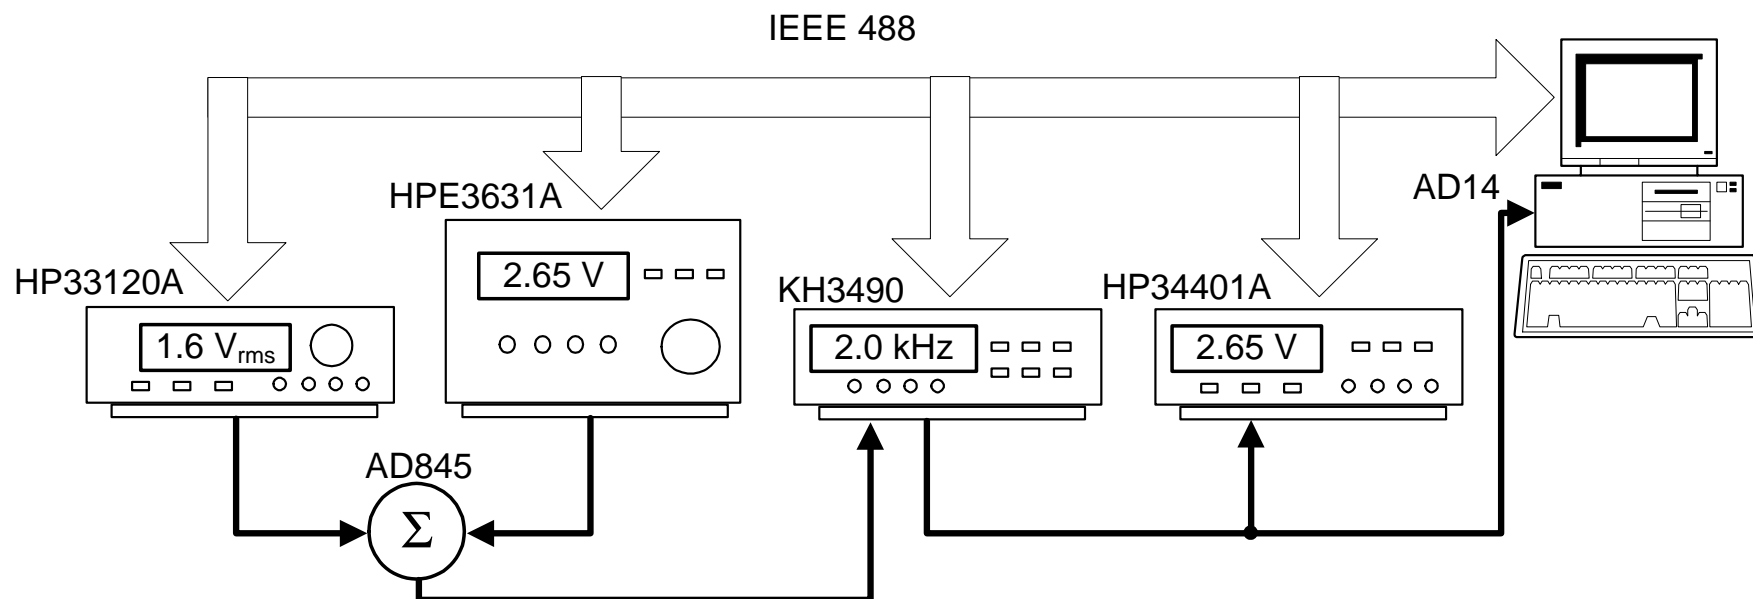 IEEE 488
AD14
HPE3631A
HP33120A
2.65 V
KH3490
HP34401A
1.6 Vrms
2.0 kHz
2.65 V
AD845
Σ